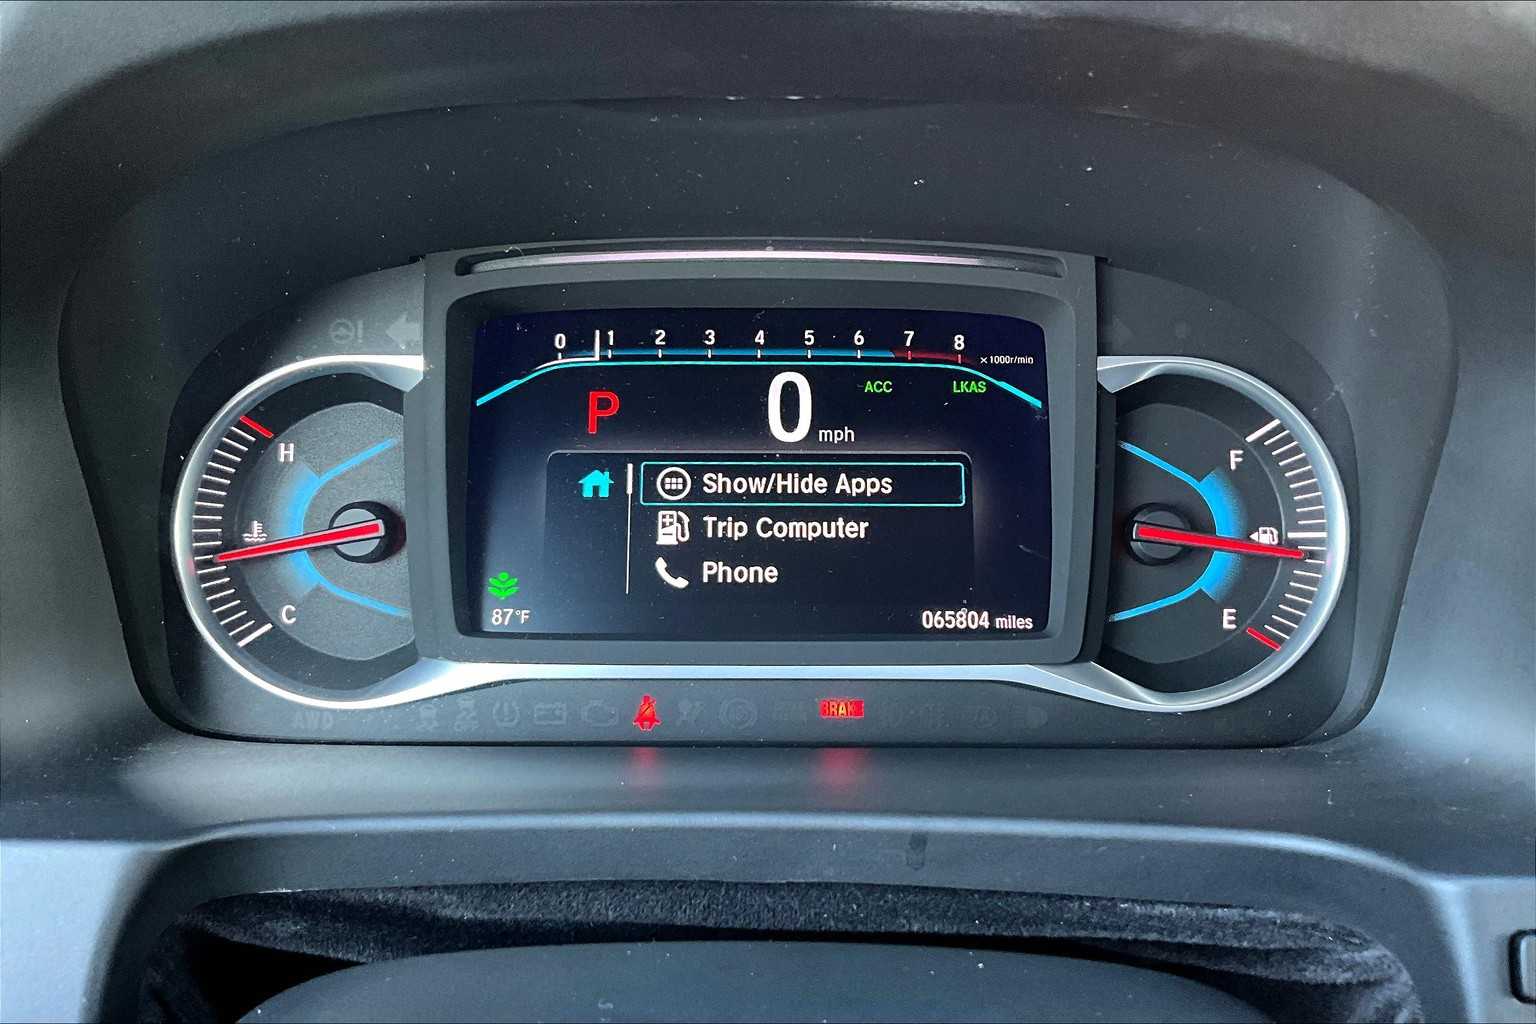 0 1 2 3 4 5 6 7 8
x1000r/min
P 0 mph ACC LKAS
H
F
Show/Hide Apps
Trip Computer
Phone
C
E
87°F
065804 miles
AWD
BRAKE